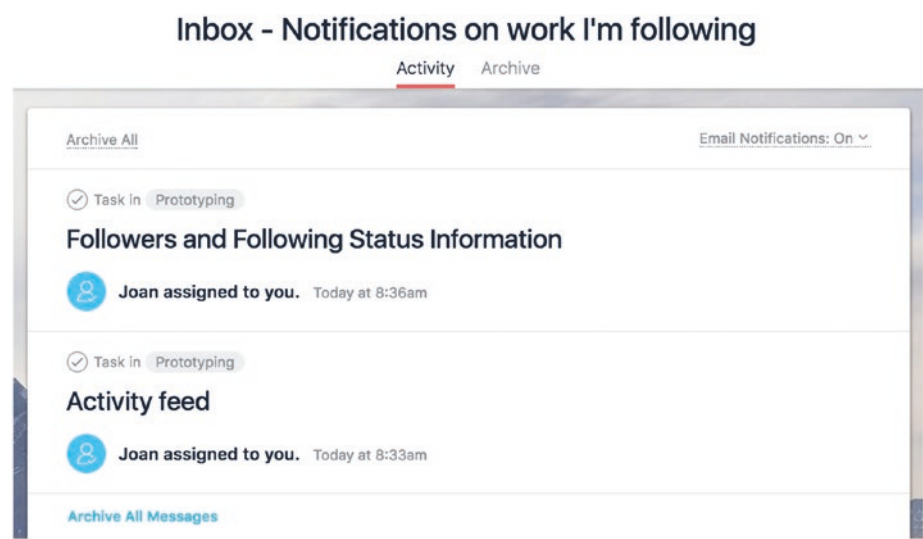 Inbox - Notifications on work I'm following
Activity Archive
Archive All Email Notifications: On
Task in Prototyping
Followers and Following Status Information
Joan assigned to you. Today at 8:36am
Task in Prototyping
Activity feed
Joan assigned to you. Today at 8:33am
Archive All Messages